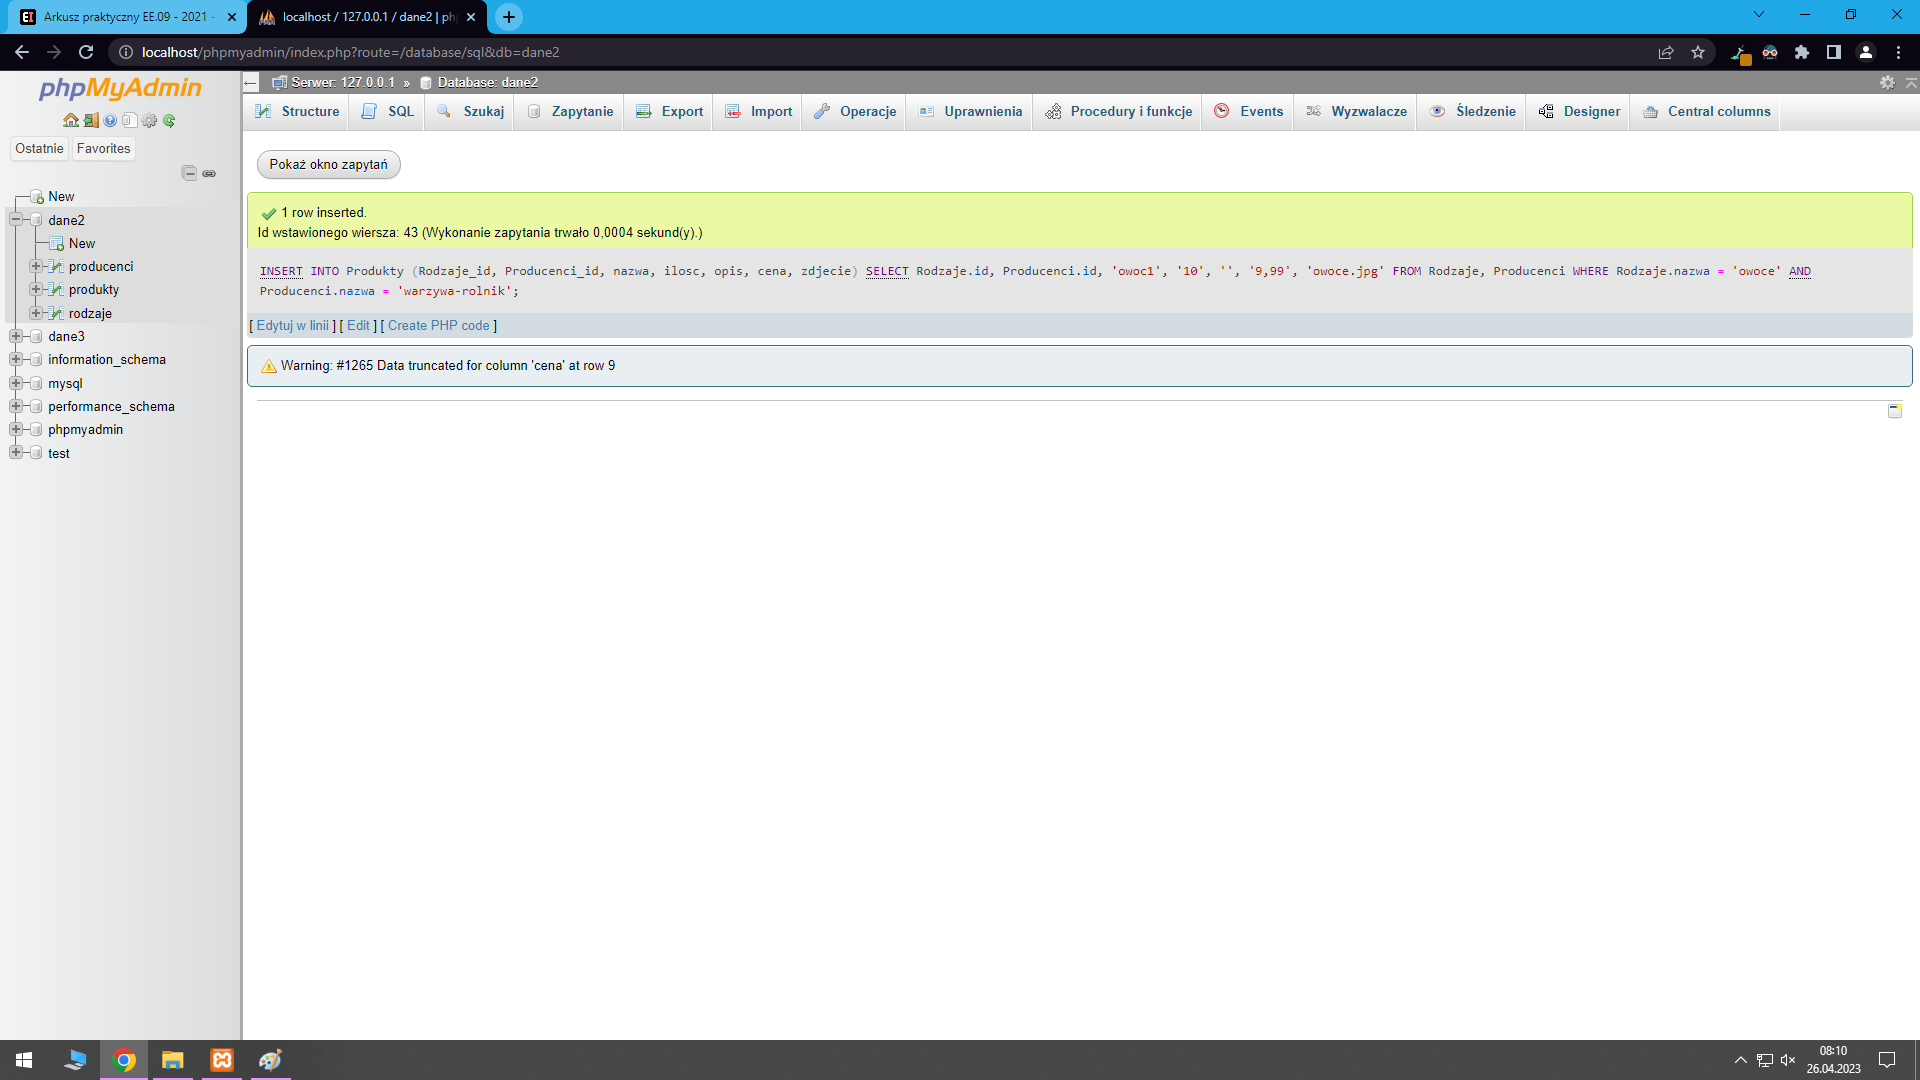 Arkusz praktyczny EE.09 - 2021 -
localhost / 127.0.0.1 / dane2 | ph
localhost/phpmyadmin/index.php?route=/database/sql&db=dane2
phpMyAdmin
Ostatnie
Favorites
New
dane2
New
producenci
produkty
rodzaje
dane3
information_schema
mysql
performance_schema
phpmyadmin
test
Serwer: 127.0.0.1 » Database: dane2
Structure
SQL
Szukaj
Zapytanie
Export
Import
Operacje
Uprawnienia
Procedury i funkcje
Events
Wyzwalacze
Śledzenie
Designer
Central columns
Pokaż okno zapytań
1 row inserted.
Id wstawionego wiersza: 43 (Wykonanie zapytania trwało 0,0004 sekund(y).)
INSERT INTO Produkty (Rodzaje_id, Producenci_id, nazwa, ilosc, opis, cena, zdjecie) SELECT Rodzaje.id, Producenci.id, 'owoc1', '10', '', '9,99', 'owoce.jpg' FROM Rodzaje, Producenci WHERE Rodzaje.nazwa = 'owoce' AND
Producenci.nazwa = 'warzywa-rolnik';
[ Edytuj w linii ] [ Edit ] [ Create PHP code ]
Warning: #1265 Data truncated for column 'cena' at row 9
08:10
26.04.2023